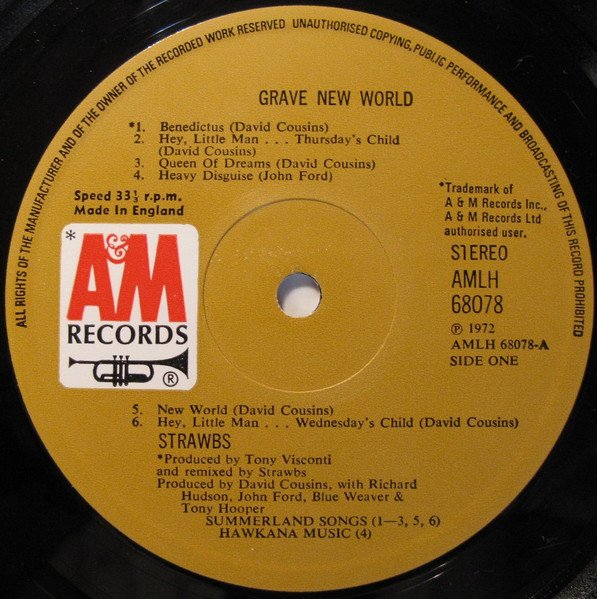 ALL RIGHTS OF THE MANUFACTURER AND OF THE OWNER OF THE RECORDED WORK RESERVED UNAUTHORISED COPYING, PUBLIC PERFORMANCE AND BROADCASTING OF THIS RECORD PROHIBITED
GRAVE NEW WORLD
*1. Benedictus (David Cousins)
2. Hey, Little Man . . . Thursday's Child
(David Cousins)
3. Queen Of Dreams (David Cousins)
4. Heavy Disguise (John Ford)
Speed 33⅓ r.p.m.
Made In England
*
A&M
RECORDS
®
*Trademark of
A & M Records Inc.,
A & M Records Ltd
authorised user.
STEREO
AMLH
68078
℗ 1972
AMLH 68078-A
SIDE ONE
5. New World (David Cousins)
6. Hey, Little Man . . . Wednesday's Child (David Cousins)
STRAWBS
*Produced by Tony Visconti
and remixed by Strawbs
Produced by David Cousins, with Richard
Hudson, John Ford, Blue Weaver &
Tony Hooper
SUMMERLAND SONGS (1—3, 5, 6)
HAWKANA MUSIC (4)